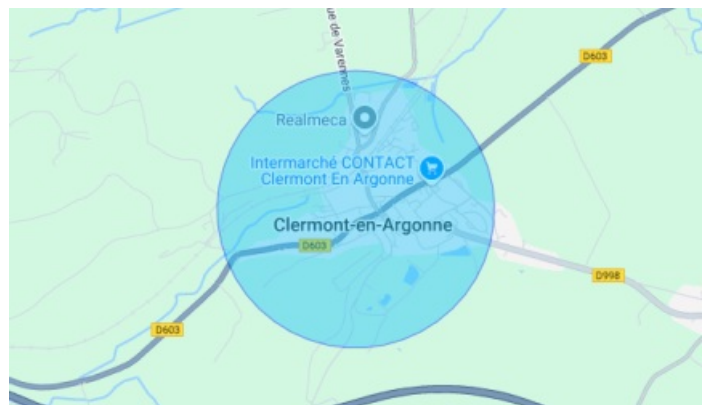 ue de Varennes
D603
Realmeca
Intermarché CONTACT
Clermont En Argonne
Clermont-en-Argonne
D603
D998
D603